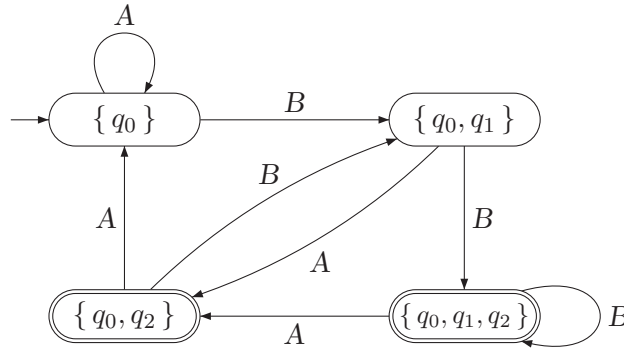 A
{ q₀ }
B
{ q₀, q₁ }
B
A
B
A
{ q₀, q₂ }
A
{ q₀, q₁, q₂ }
B